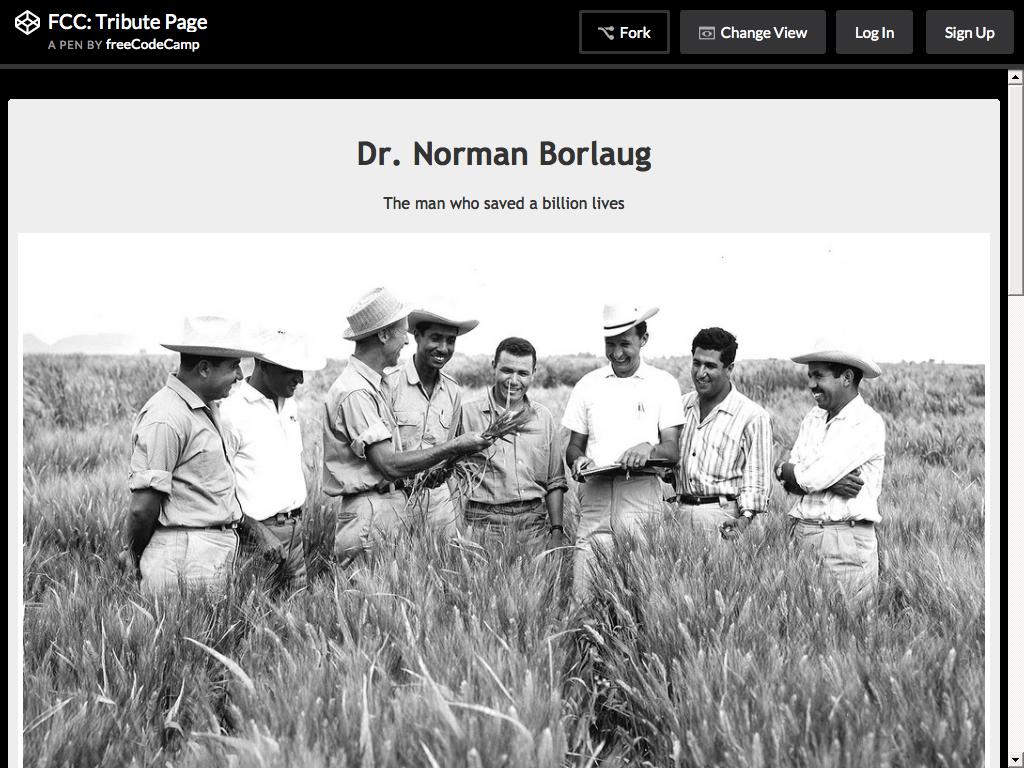 FCC: Tribute Page
A PEN BY freeCodeCamp
Fork
Change View
Log In
Sign Up
Dr. Norman Borlaug
The man who saved a billion lives